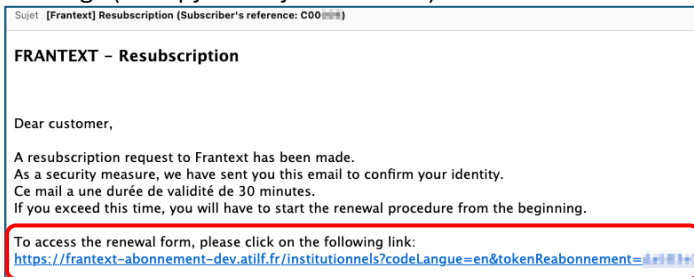 Sujet [Frantext] Resubscription (Subscriber's reference: C00
FRANTEXT – Resubscription
Dear customer,
A resubscription request to Frantext has been made.
As a security measure, we have sent you this email to confirm your identity.
Ce mail a une durée de validité de 30 minutes.
If you exceed this time, you will have to start the renewal procedure from the beginning.
To access the renewal form, please click on the following link:
https://frantext-abonnement-dev.atilf.fr/institutionnels?codeLangue=en&tokenReabonnement=